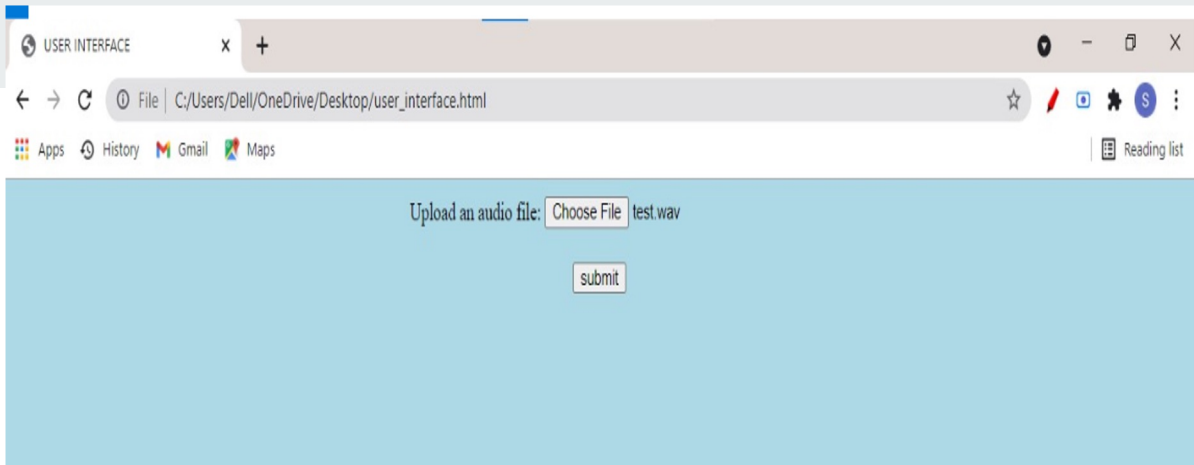 USER INTERFACE
File C:/Users/Dell/OneDrive/Desktop/user_interface.html S
Apps History Gmail Maps Reading list
Upload an audio file: Choose File test.wav
submit